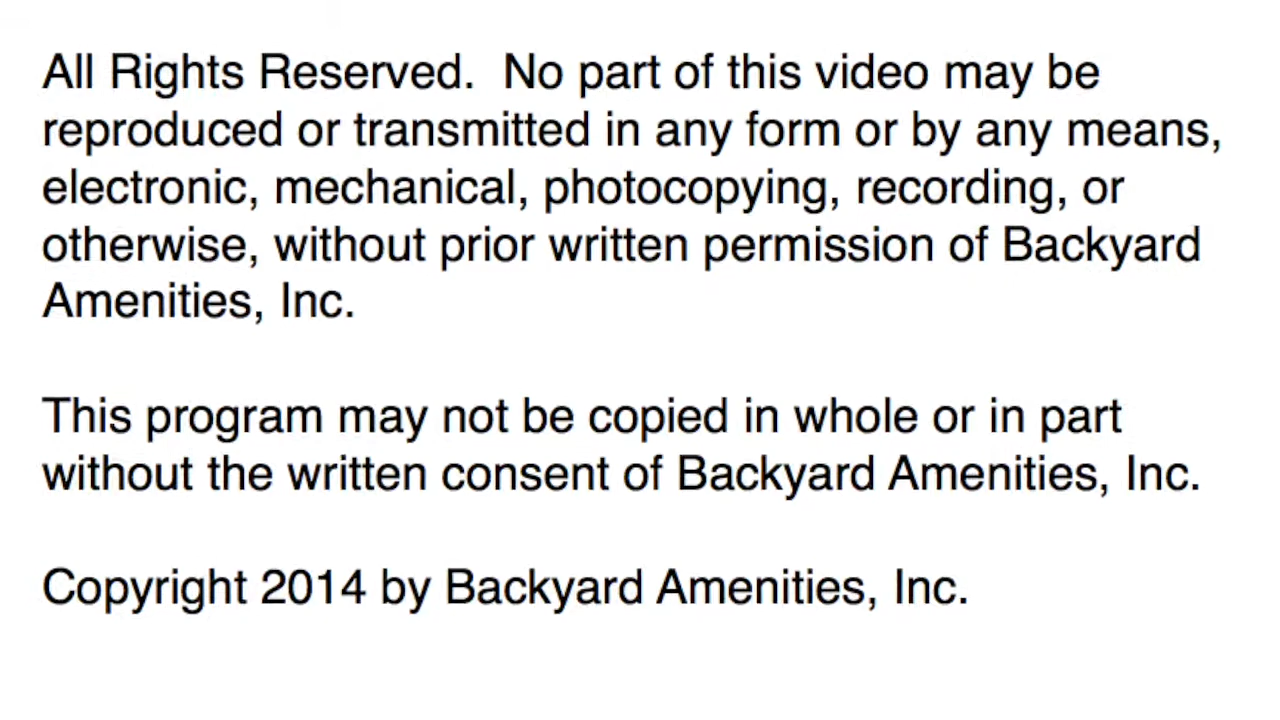 All Rights Reserved.  No part of this video may be
reproduced or transmitted in any form or by any means,
electronic, mechanical, photocopying, recording, or
otherwise, without prior written permission of Backyard
Amenities, Inc.
This program may not be copied in whole or in part
without the written consent of Backyard Amenities, Inc.
Copyright 2014 by Backyard Amenities, Inc.